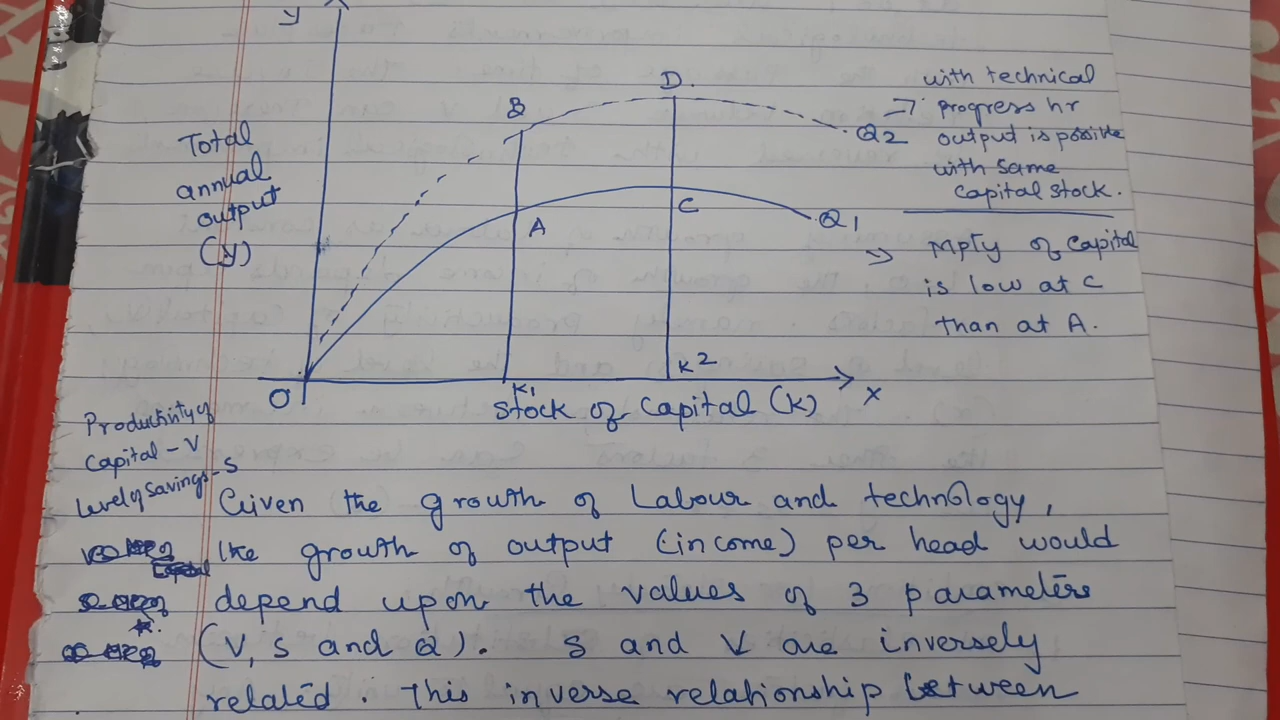 y
Total
annual
output
(y)
B
D
A
C
Q2
Q1
O
K1
K2
x
Stock of Capital (K)
→ with technical
progress hr
output is possible
with same
capital stock.
⇒ Mpty of Capital
is low at C
than at A.
Productivity of
Capital - V
Level of Savings - S
Given the growth of Labour and technology,
the growth of output (income) per head would
depend upon the values of 3 parameters
(V, S and Q). S and V are inversely
related. This inverse relationship between